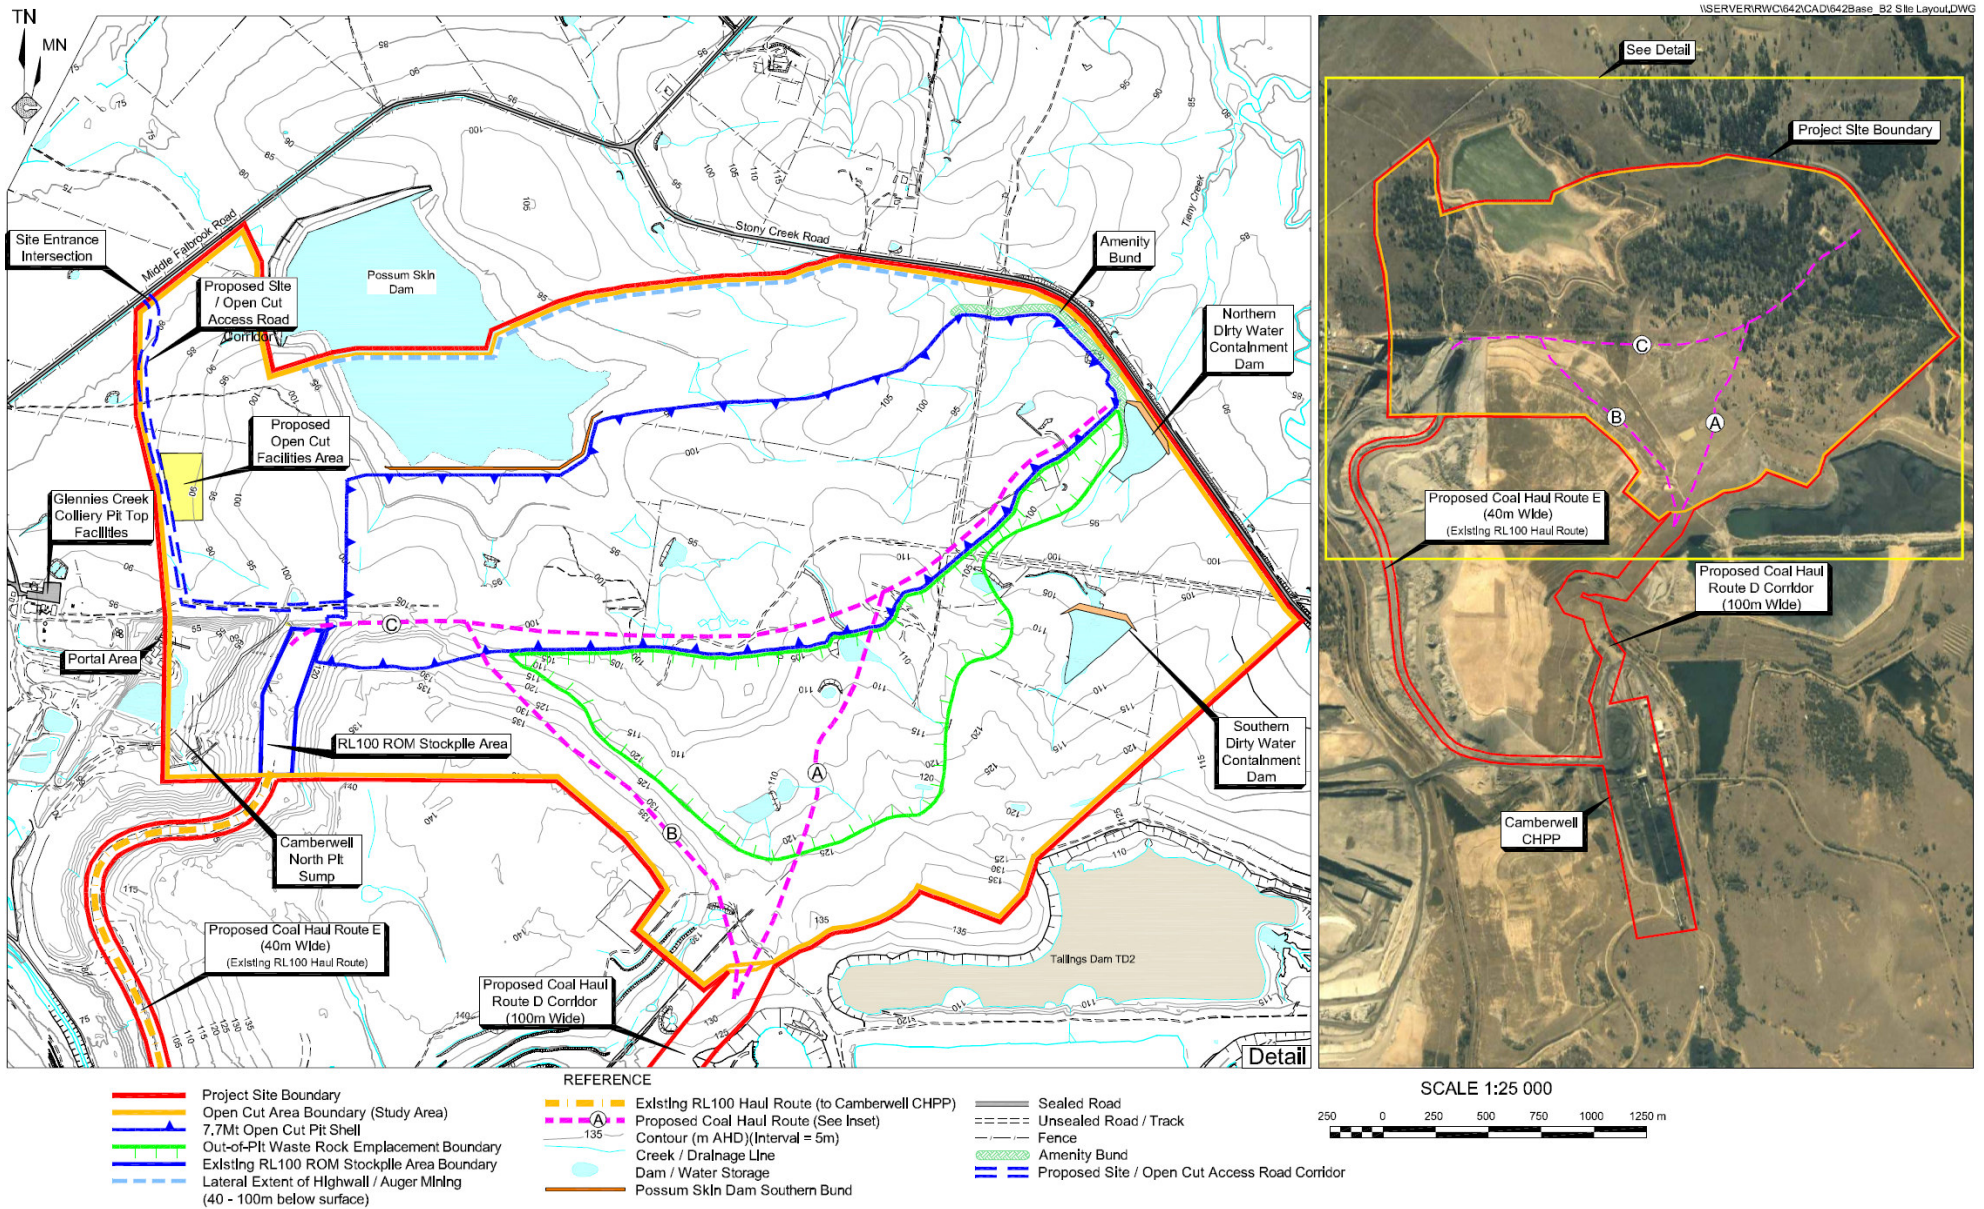 \\SERVER\RWC\642\CAD\642Base_B2 Site Layout.DWG
TN
MN
Site Entrance
Intersection
Middle Falbrook Road
Proposed Site
/ Open Cut
Access Road
Corridor
Possum Skin
Dam
Stony Creek Road
Tieny Creek
Amenity
Bund
Northern
Dirty Water
Containment
Dam
Proposed
Open Cut
Facilities Area
Glennies Creek
Colliery Pit Top
Facilities
Portal Area
RL100 ROM Stockpile Area
C
A
B
Southern
Dirty Water
Containment
Dam
Camberwell
North Pit
Sump
Proposed Coal Haul Route E
(40m Wide)
(Existing RL100 Haul Route)
Proposed Coal Haul
Route D Corridor
(100m Wide)
Tailings Dam TD2
Detail
See Detail
Project Site Boundary
C
B
A
Proposed Coal Haul Route E
(40m Wide)
(Existing RL100 Haul Route)
Proposed Coal Haul
Route D Corridor
(100m Wide)
Camberwell
CHPP
REFERENCE
Project Site Boundary
Open Cut Area Boundary (Study Area)
7.7Mt Open Cut Pit Shell
Out-of-Pit Waste Rock Emplacement Boundary
Existing RL100 ROM Stockpile Area Boundary
Lateral Extent of Highwall / Auger Mining
(40 - 100m below surface)
Existing RL100 Haul Route (to Camberwell CHPP)
A Proposed Coal Haul Route (See Inset)
135 Contour (m AHD)(Interval = 5m)
Creek / Drainage Line
Dam / Water Storage
Possum Skin Dam Southern Bund
Sealed Road
Unsealed Road / Track
Fence
Amenity Bund
Proposed Site / Open Cut Access Road Corridor
SCALE 1:25 000
250 0 250 500 750 1000 1250 m